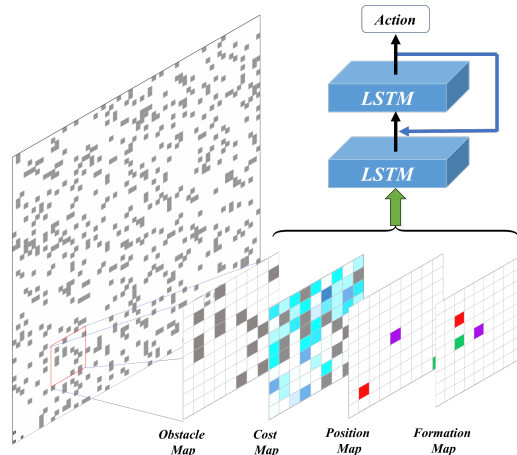 Action
LSTM
LSTM
Obstacle Map
Cost Map
Position Map
Formation Map